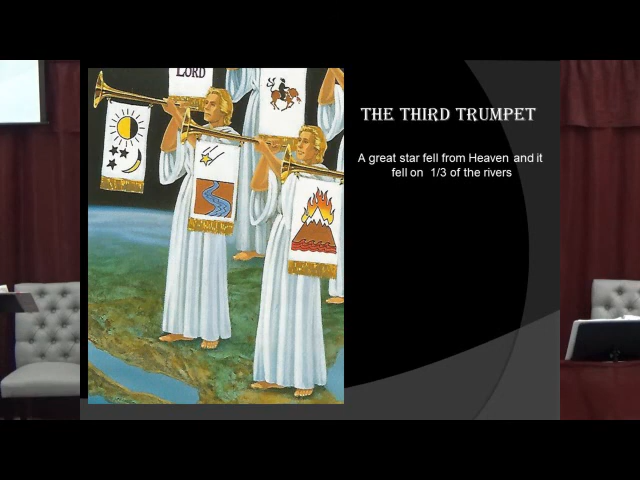 LORD
THE THIRD TRUMPET
A great star fell from Heaven and it
fell on 1/3 of the rivers